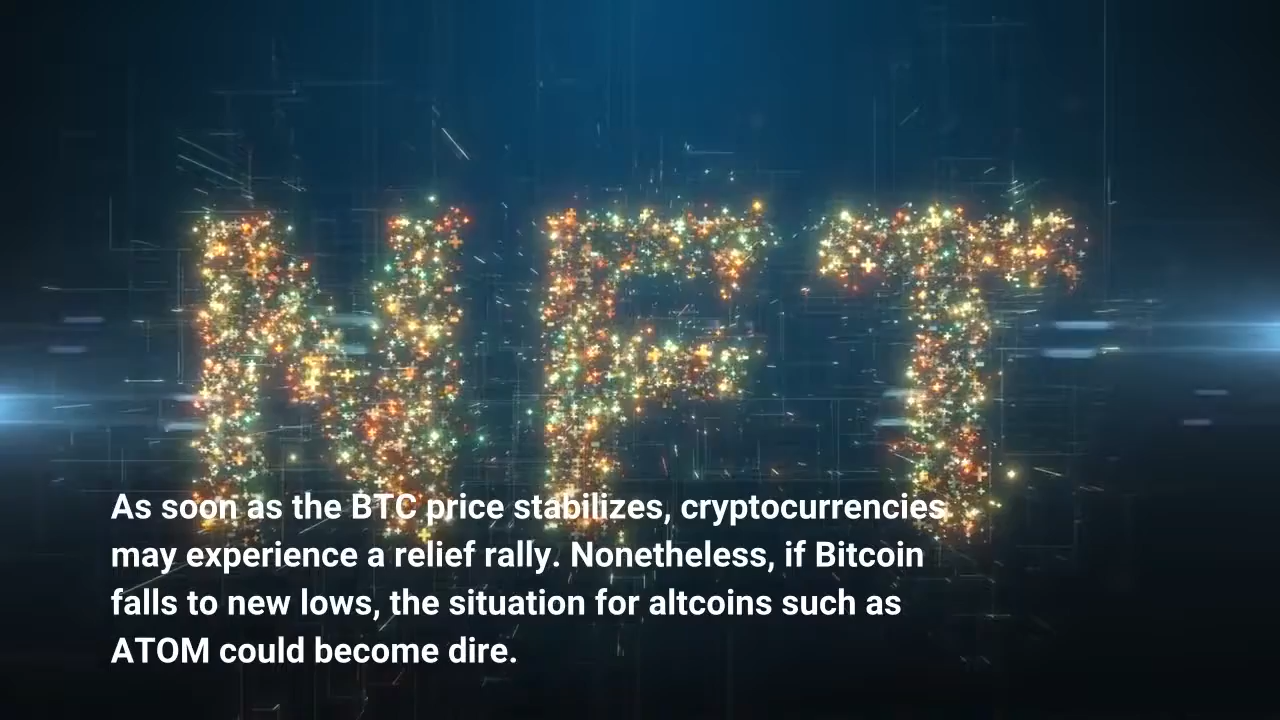 NFT
As soon as the BTC price stabilizes, cryptocurrencies
may experience a relief rally. Nonetheless, if Bitcoin
falls to new lows, the situation for altcoins such as
ATOM could become dire.